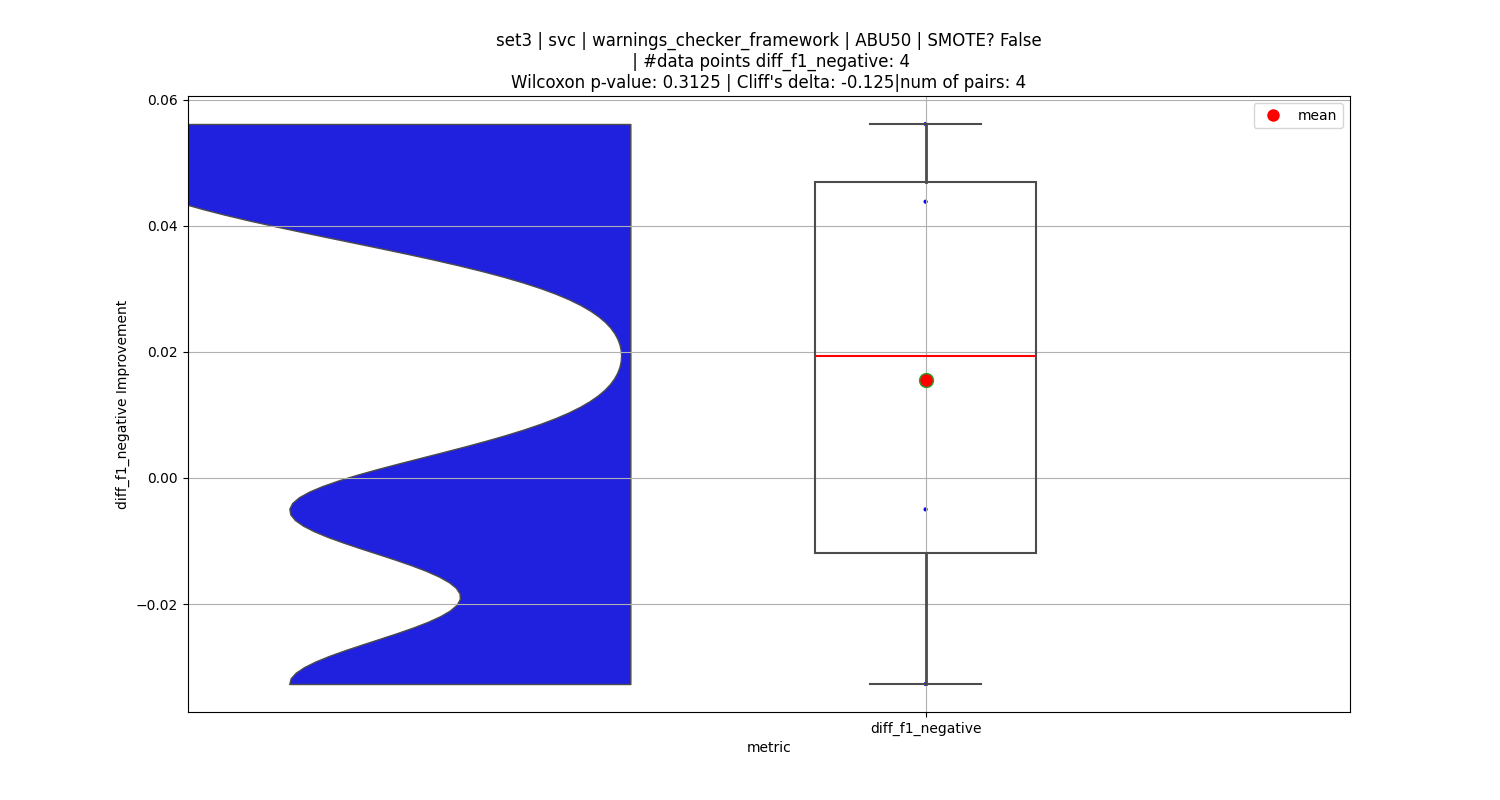 set3 | svc | warnings_checker_framework | ABU50 | SMOTE? False
| #data points diff_f1_negative: 4
Wilcoxon p-value: 0.3125 | Cliff's delta: -0.125|num of pairs: 4
mean
0.06
0.04
0.02
0.00
−0.02
diff_f1_negative Improvement
diff_f1_negative
metric